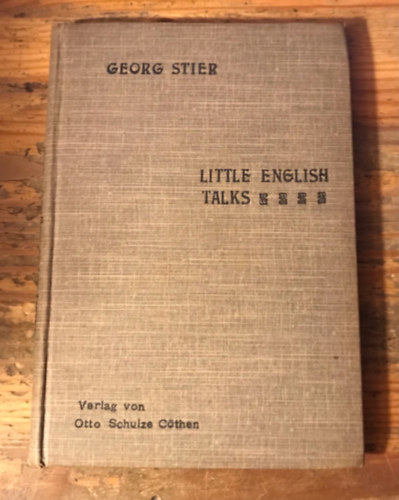 GEORG STIER
LITTLE ENGLISH
TALKS
Verlag von
Otto Schulze Cöthen